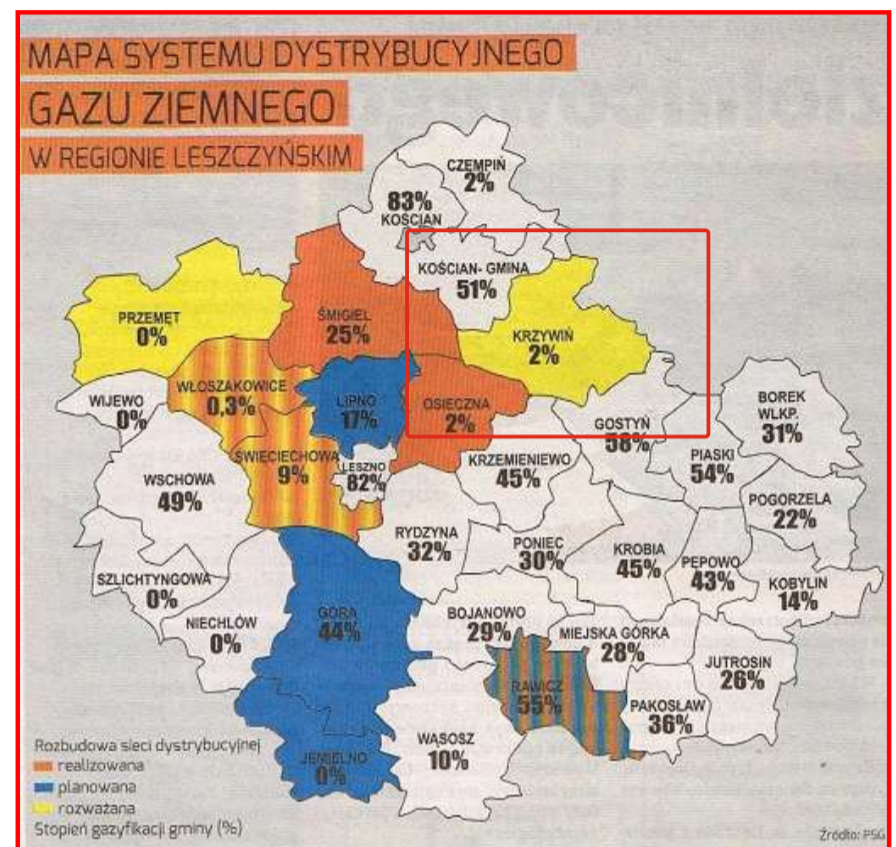 MAPA SYSTEMU DYSTRYBUCYJNEGO
GAZU ZIEMNEGO
W REGIONIE LESZCZYŃSKIM
CZEMPIŃ
2%
83%
KOŚCIAN
KOŚCIAN- GMINA
51%
PRZEMĘT
0%
ŚMIGIEL
25%
KRZYWIŃ
2%
WŁOSZAKOWICE
0,3%
WIJEWO
0%
LIPNO
17%
OSIECZNA
2%
GOSTYŃ
58%
BOREK
WLKP.
31%
PIASKI
54%
ŚWIĘCIECHOWA
9%
LESZNO
82%
KRZEMIENIEWO
45%
WSCHOWA
49%
POGORZELA
22%
RYDZYNA
32%
PONIEC
30%
KROBIA
45%
PEPOWO
43%
KOBYLIN
14%
SZLICHTYNGOWA
0%
NIECHLÓW
0%
GÓRA
44%
BOJANOWO
29%
MIEJSKA GÓRKA
28%
JUTROSIN
26%
RAWICZ
55%
PAKOSŁAW
36%
WĄSOSZ
10%
JEMIELNO
0%
Rozbudowa sieci dystrybucyjnej
realizowana
planowana
rozważana
Stopień gazyfikacji gminy (%)
Źródło: PSG